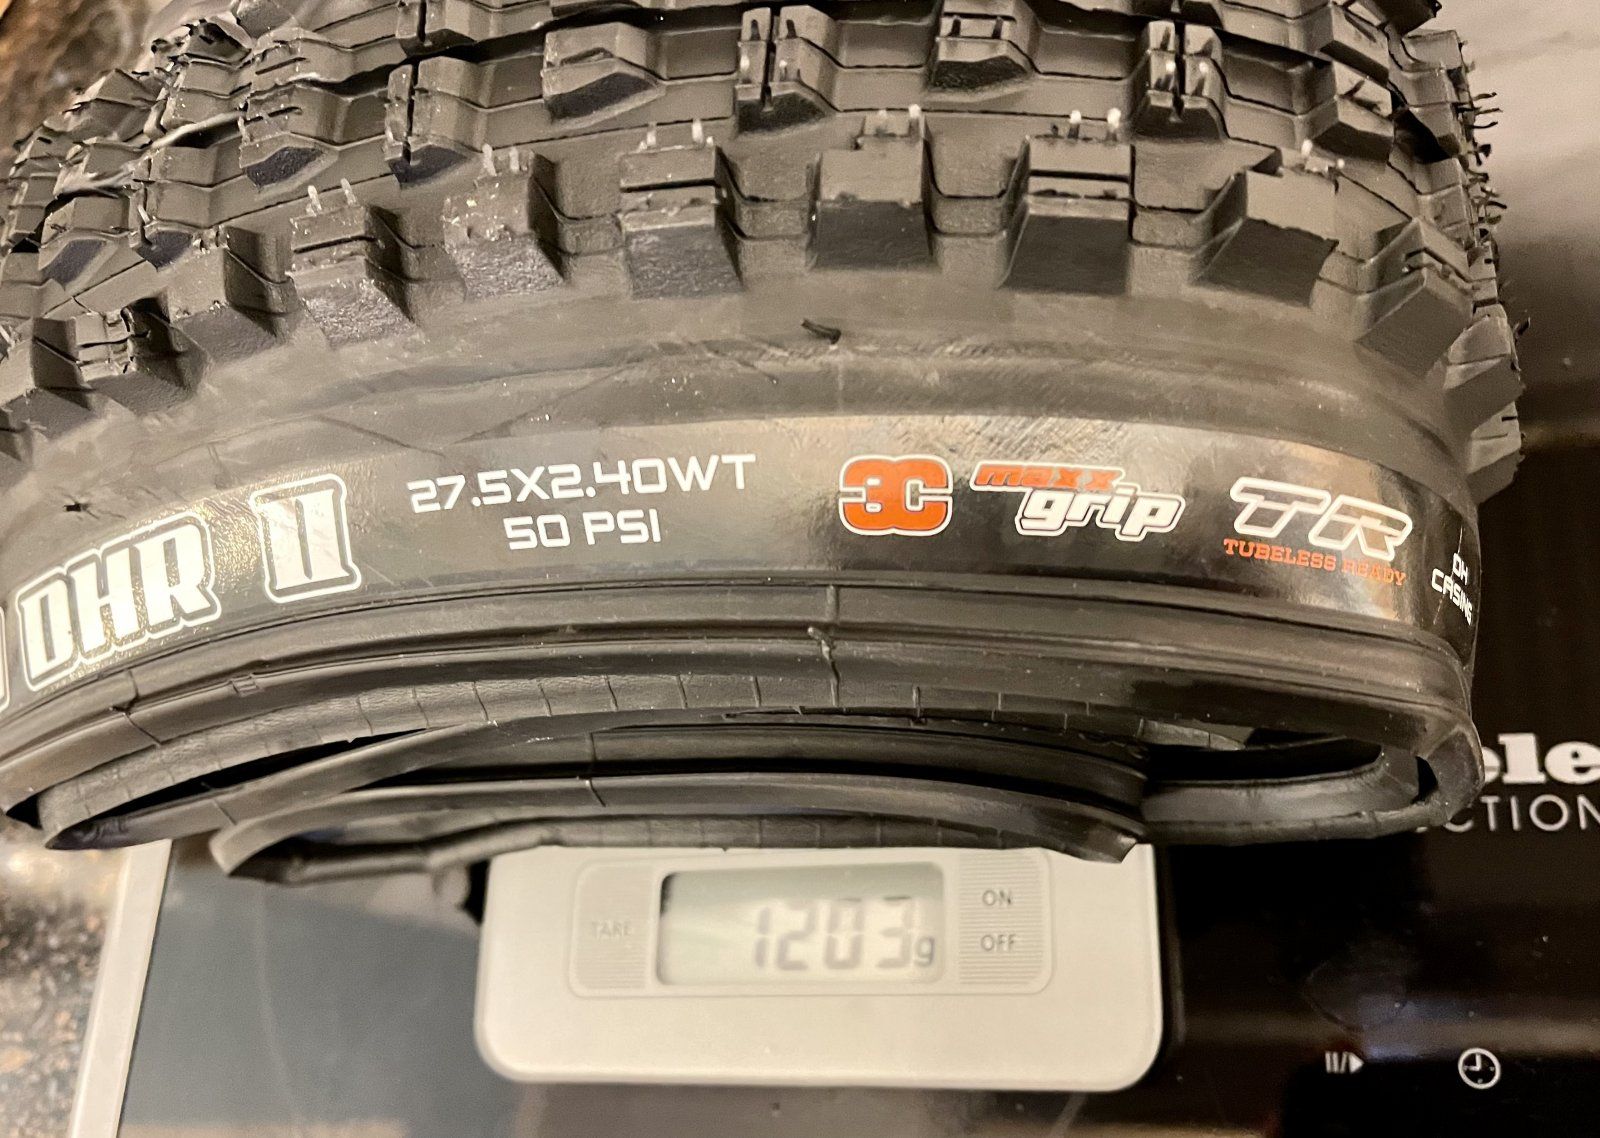 DHR II
27.5X2.40WT
50 PSI
3C maxx grip
TR
TUBELESS READY
DH
CASING
TARE
1203g
ON
OFF